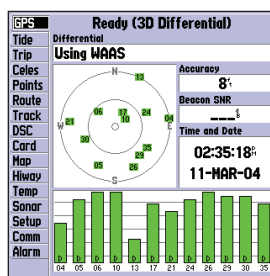 GPS
Tide
Trip
Celes
Points
Route
Track
DSC
Card
Map
Hiway
Temp
Sonar
Setup
Comm
Alarm
Ready (3D Differential)
Differential
Using WAAS
N
13
06
17
10
24
04
W
21
E
30
35
29
05
26
S
Accuracy
8ft
Beacon SNR
___dB
Time and Date
02:35:18PM
11-MAR-04
D D D D D D D D D D D
04 05 06 10 13 17 21 24 26 29 30 35